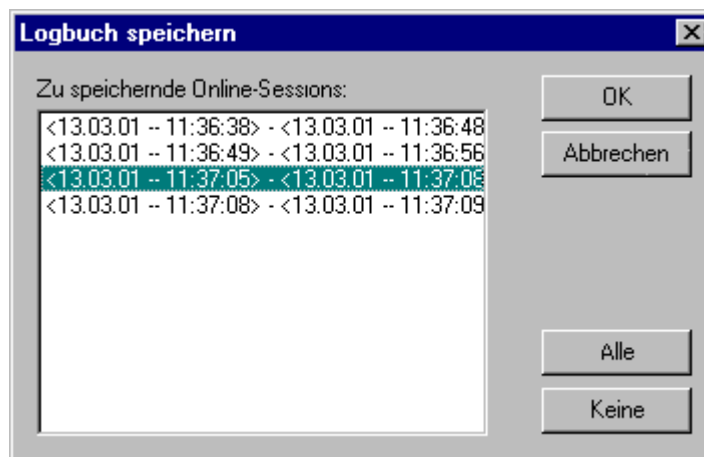 Logbuch speichern
Zu speichernde Online-Sessions:
<13.03.01 -- 11:36:38> - <13.03.01 -- 11:36:48
<13.03.01 -- 11:36:49> - <13.03.01 -- 11:36:56
<13.03.01 -- 11:37:05> - <13.03.01 -- 11:37:08
<13.03.01 -- 11:37:08> - <13.03.01 -- 11:37:09
OK
Abbrechen
Alle
Keine